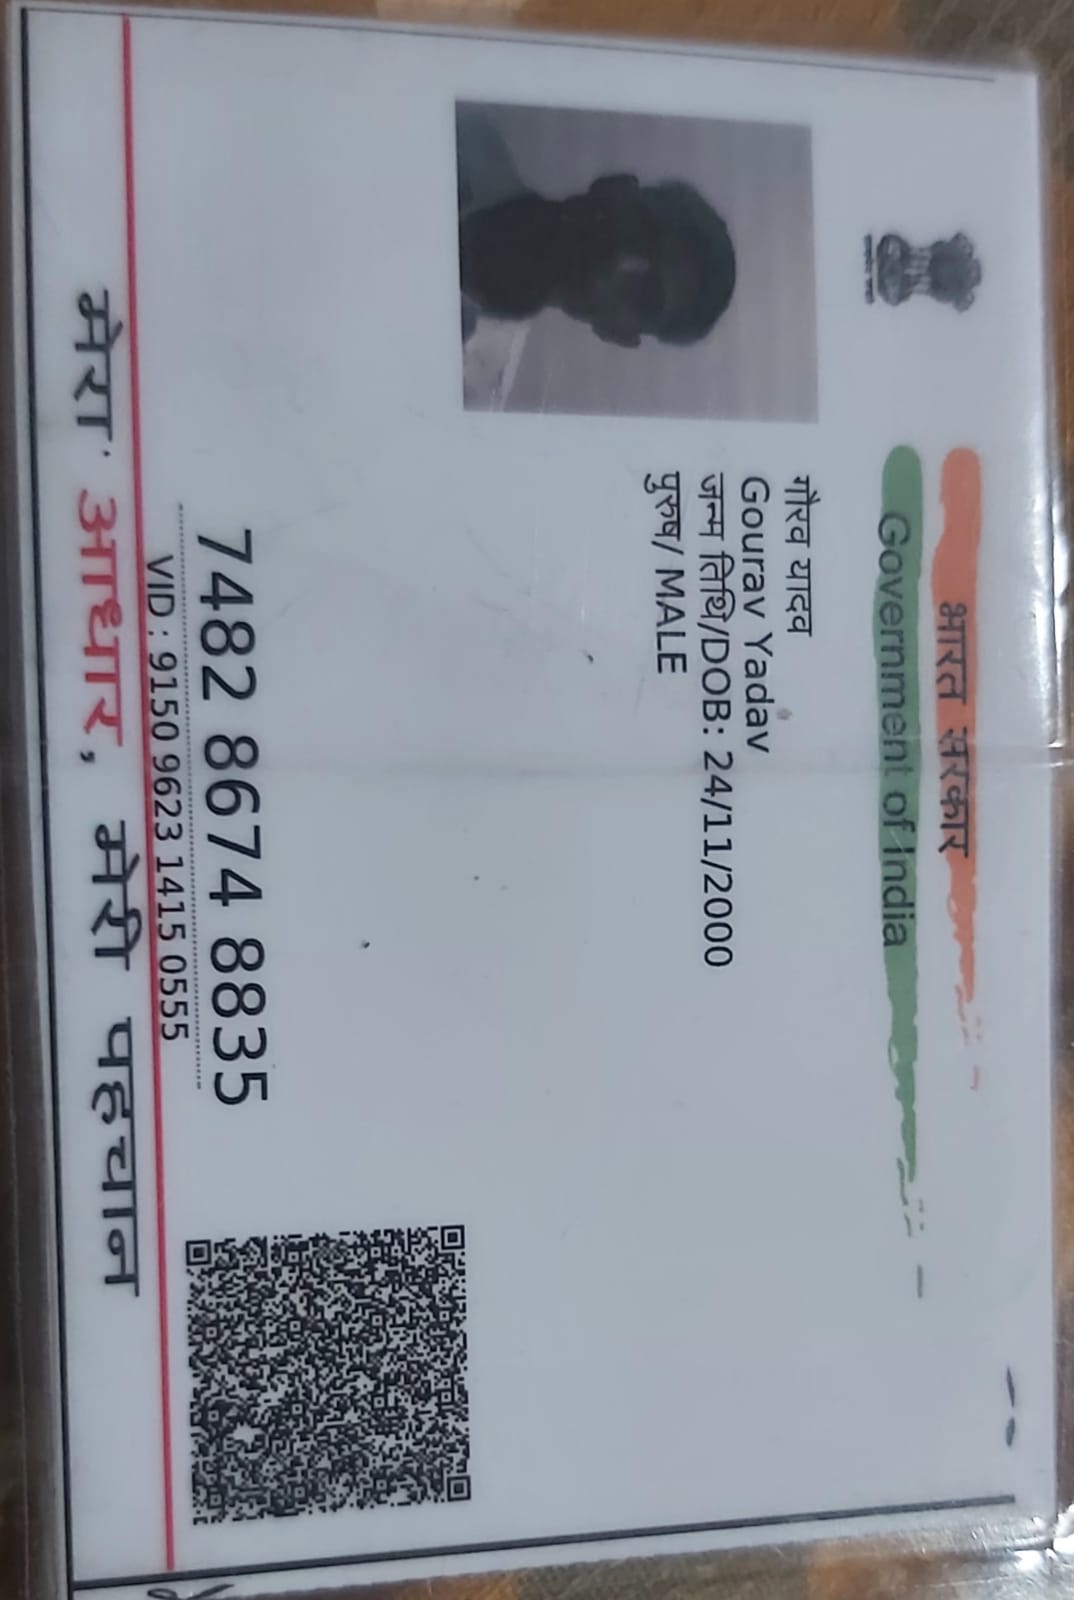 भारत सरकार
Government of India
गौरव यादव
Gourav Yadav
जन्म तिथि/DOB: 24/11/2000
पुरुष/ MALE
7482 8674 8835
VID : 9150 9623 1415 0555
मेरा आधार, मेरी पहचान